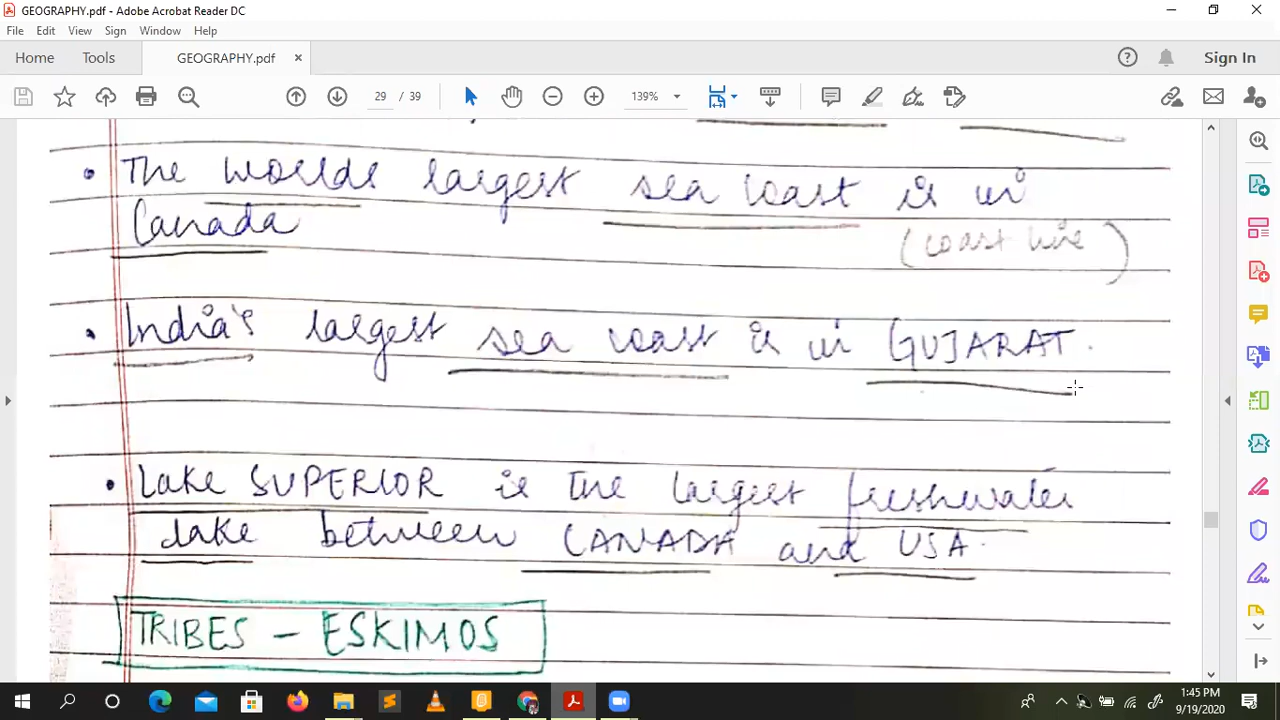 GEOGRAPHY.pdf - Adobe Acrobat Reader DC
File Edit View Sign Window Help
Home Tools GEOGRAPHY.pdf × Sign In
29 / 39 139%
• The worlds largest sea coast is in
Canada
(coast line)
• India's largest sea coast is in GUJARAT.
• Lake SUPERIOR is the largest freshwater
lake between CANADA and USA.
TRIBES - ESKIMOS
1:45 PM
9/19/2020